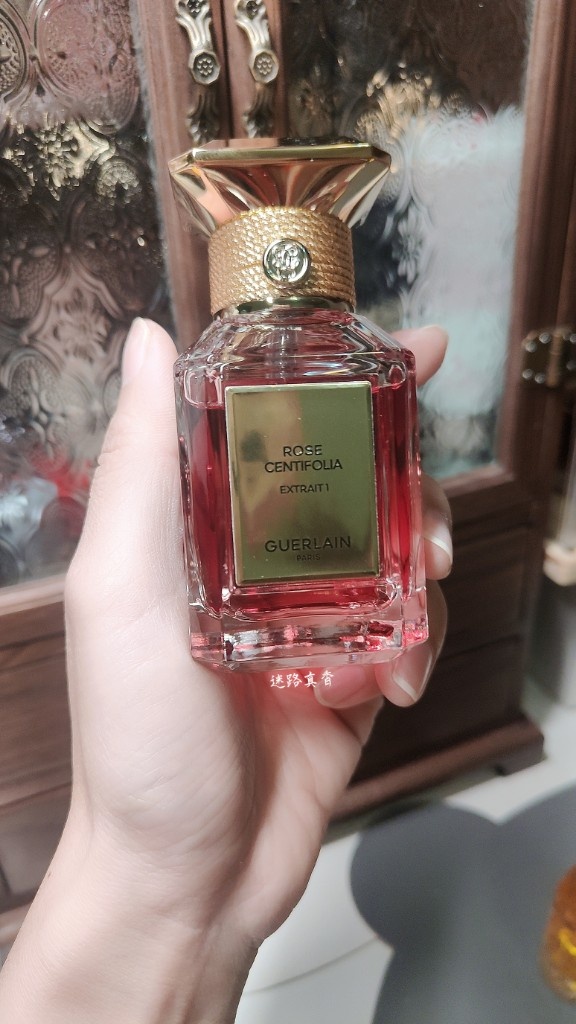 ROSE
CENTIFOLIA
EXTRAIT 1
GUERLAIN
PARIS
迷路真香